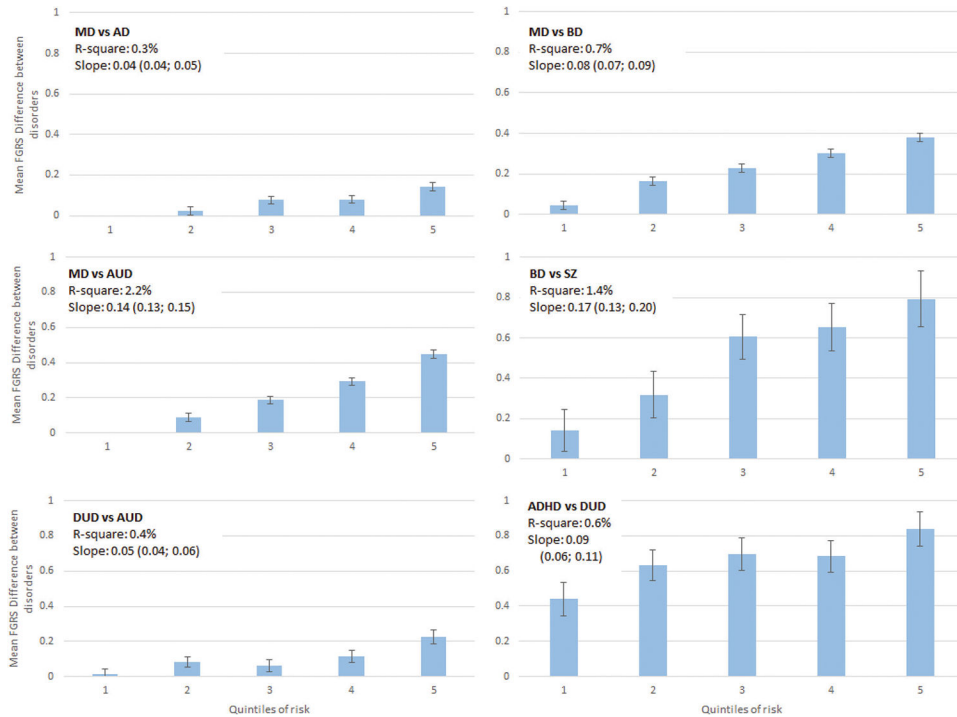 MD vs AD
R-square: 0.3%
Slope: 0.04 (0.04; 0.05)
Mean FGRS Difference between
disorders
1
0.8
0.6
0.4
0.2
0
1 2 3 4 5
MD vs BD
R-square: 0.7%
Slope: 0.08 (0.07; 0.09)
1
0.8
0.6
0.4
0.2
0
1 2 3 4 5
MD vs AUD
R-square: 2.2%
Slope: 0.14 (0.13; 0.15)
Mean FGRS Difference between
disorders
1
0.8
0.6
0.4
0.2
0
1 2 3 4 5
BD vs SZ
R-square: 1.4%
Slope: 0.17 (0.13; 0.20)
1
0.8
0.6
0.4
0.2
0
1 2 3 4 5
DUD vs AUD
R-square: 0.4%
Slope: 0.05 (0.04; 0.06)
Mean FGRS Difference between
disorders
1
0.8
0.6
0.4
0.2
0
1 2 3 4 5
Quintiles of risk
ADHD vs DUD
R-square: 0.6%
Slope: 0.09
(0.06; 0.11)
1
0.8
0.6
0.4
0.2
0
1 2 3 4 5
Quintiles of risk